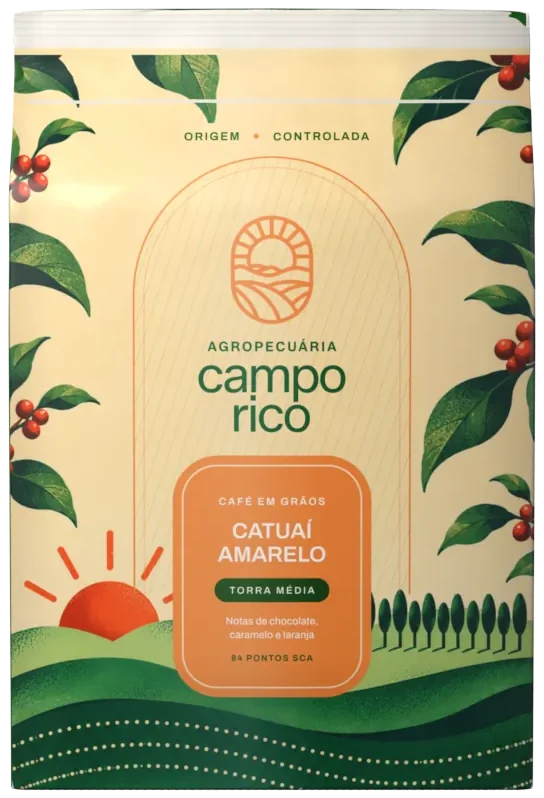 ORIGEM • CONTROLADA
AGROPECUÁRIA
campo
rico
CAFÉ EM GRÃOS
CATUAÍ
AMARELO
TORRA MÉDIA
Notas de chocolate,
caramelo e laranja
84 PONTOS SCA